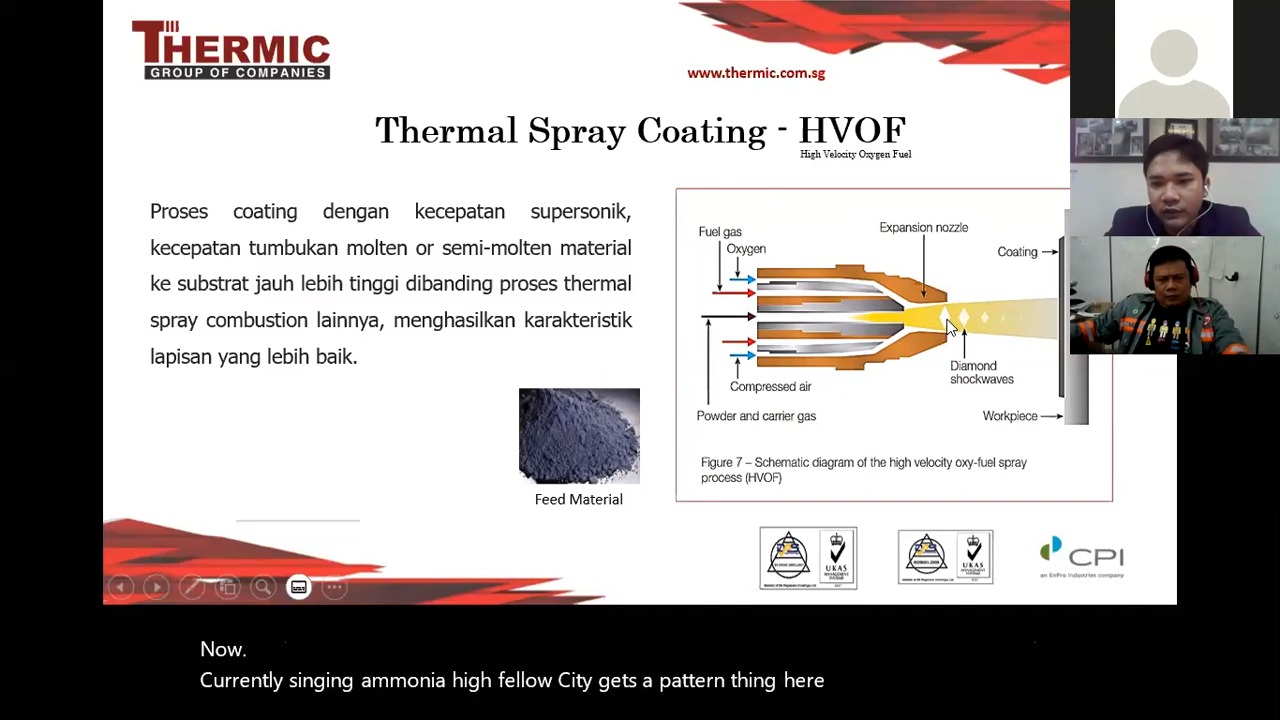 THERMIC
GROUP OF COMPANIES
www.thermic.com.sg
Thermal Spray Coating - HVOF
High Velocity Oxygen Fuel
Proses coating dengan kecepatan supersonik,
kecepatan tumbukan molten or semi-molten material
ke substrat jauh lebih tinggi dibanding proses thermal
spray combustion lainnya, menghasilkan karakteristik
lapisan yang lebih baik.
Feed Material
Fuel gas
Oxygen
Expansion nozzle
Coating
Compressed air
Powder and carrier gas
Diamond
shockwaves
Workpiece
Figure 7 – Schematic diagram of the high velocity oxy-fuel spray
process (HVOF)
UKAS
MANAGEMENT
SYSTEMS
UKAS
MANAGEMENT
SYSTEMS
CPI
an EnPro Industries company
Now.
Currently singing ammonia high fellow City gets a pattern thing here